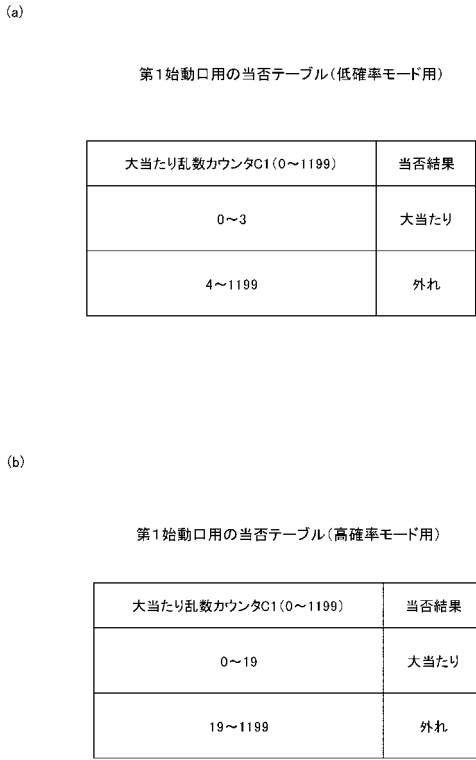 (a)
第1始動口用の当否テーブル(低確率モード用)
大当たり乱数カウンタC1(0～1199) 当否結果
0～3 大当たり
4～1199 外れ
(b)
第1始動口用の当否テーブル(高確率モード用)
大当たり乱数カウンタC1(0～1199) 当否結果
0～19 大当たり
19～1199 外れ